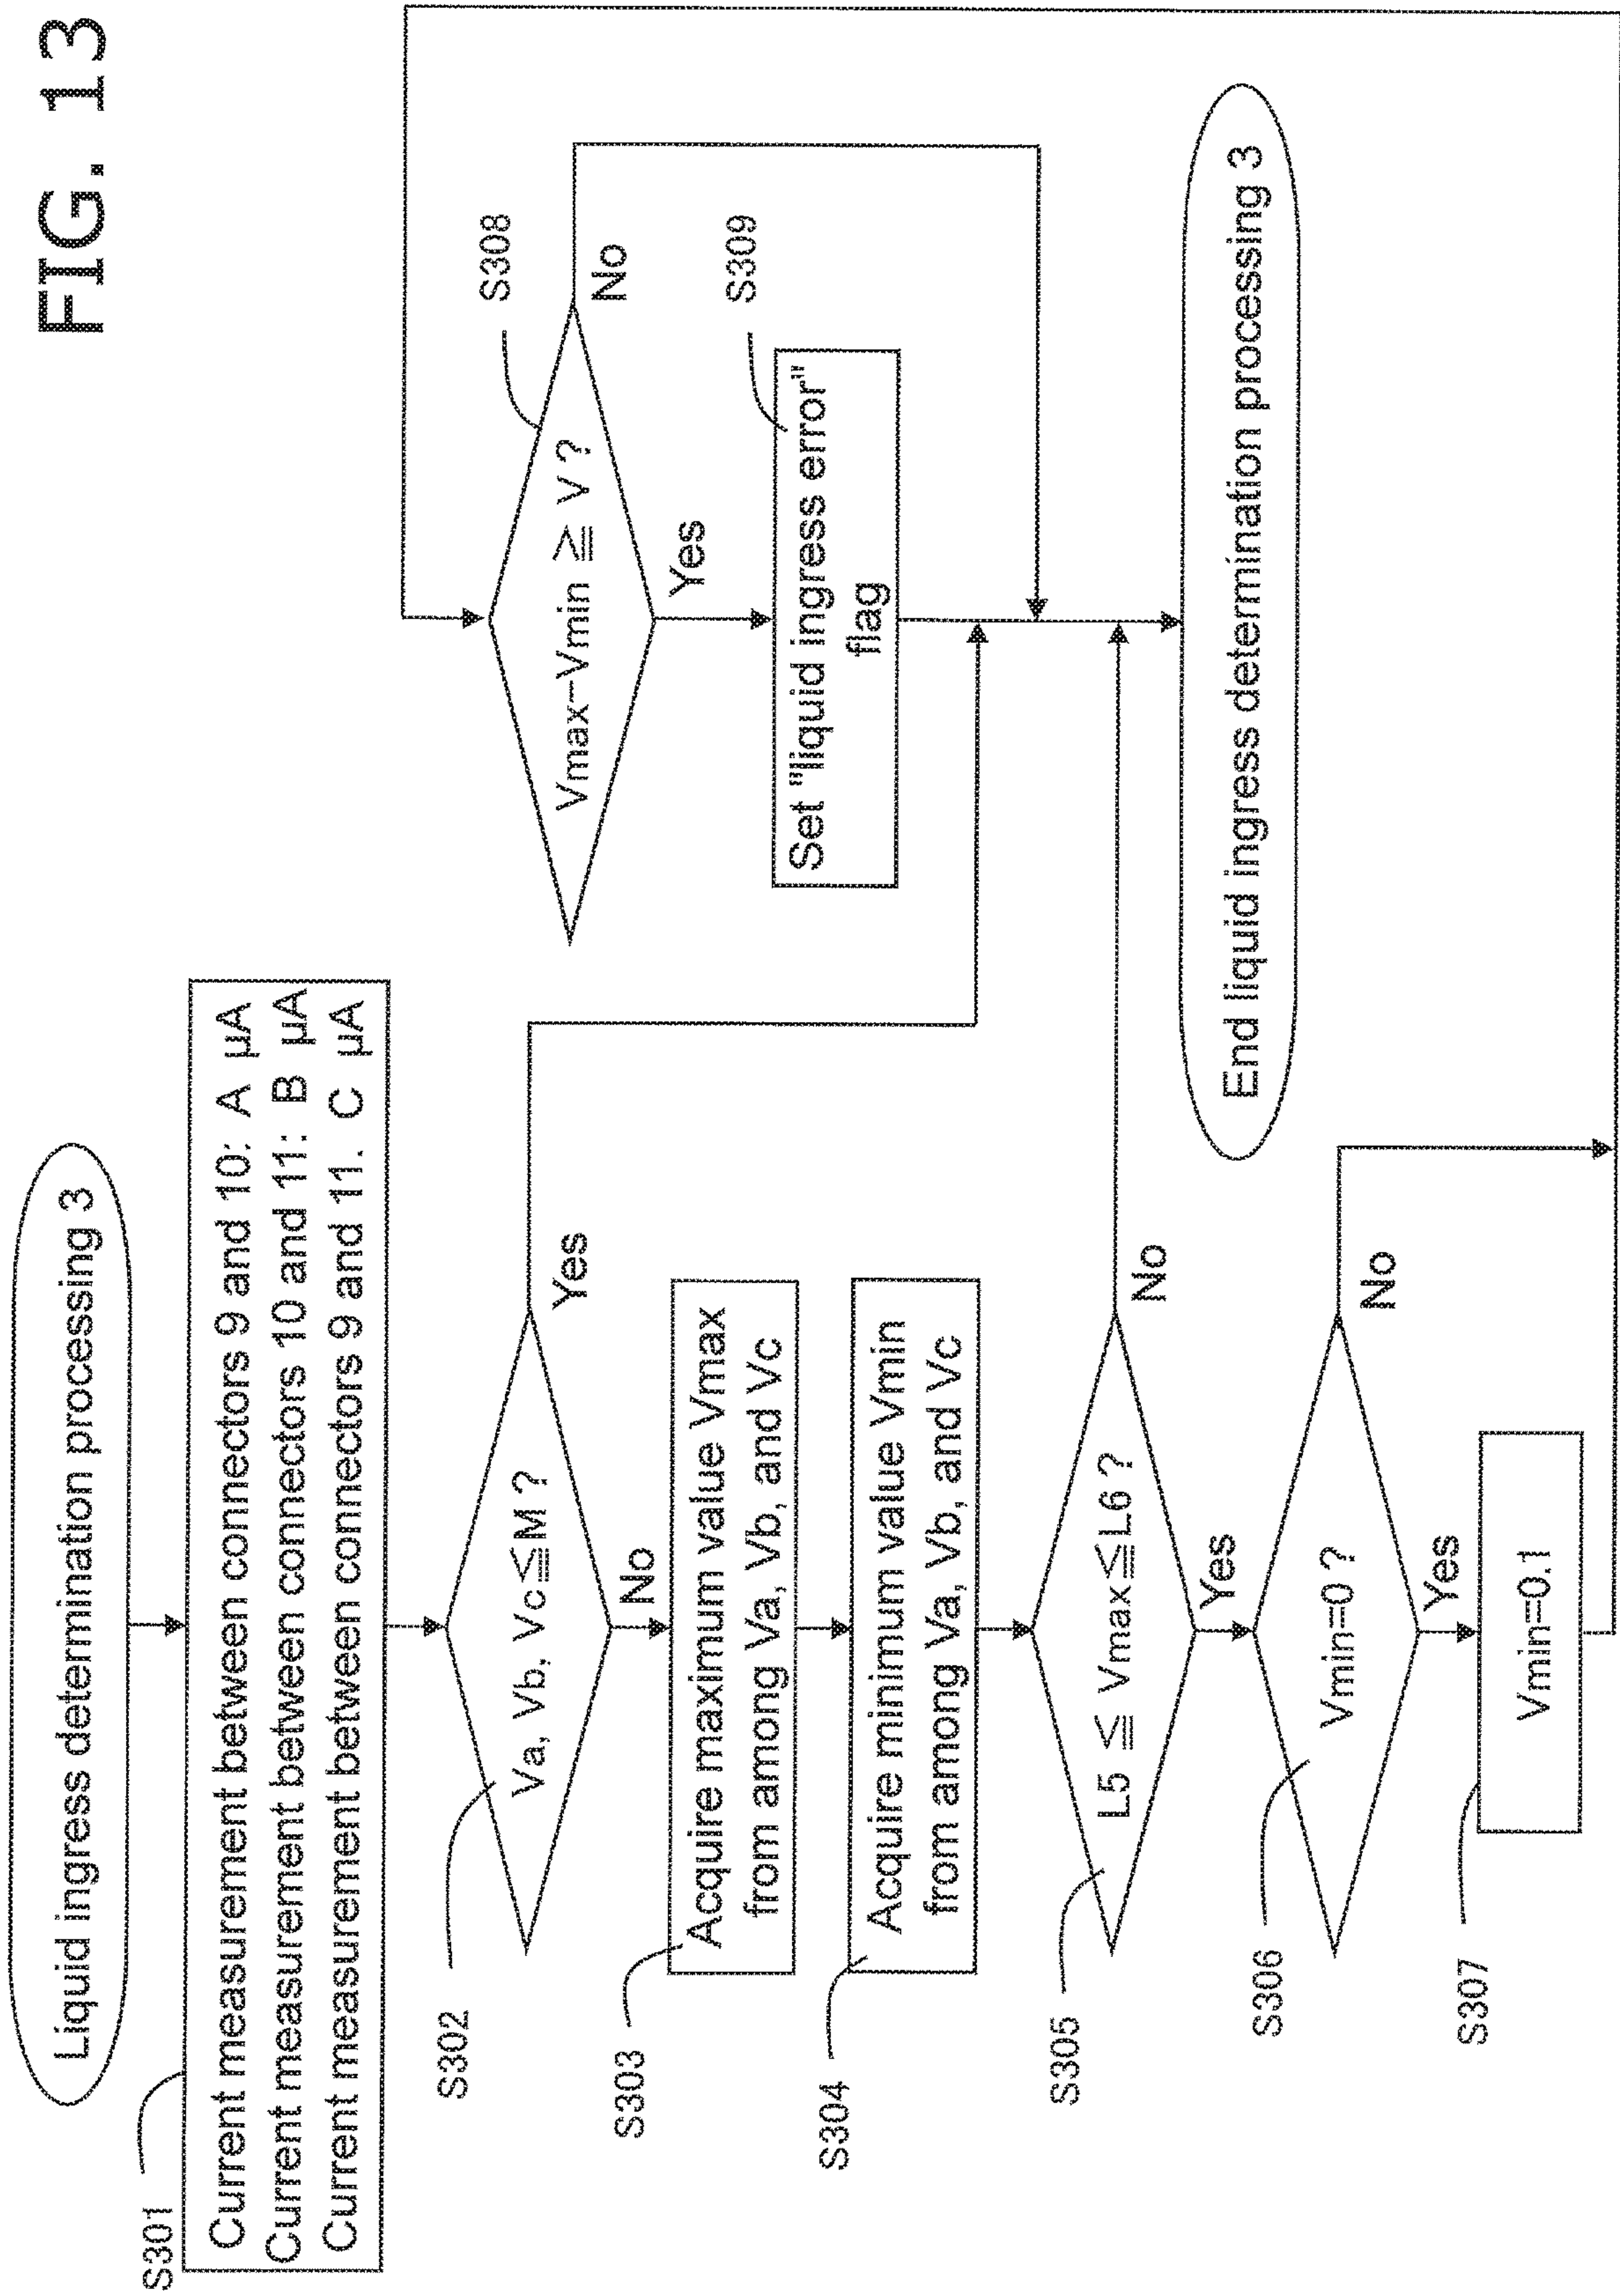 FIG. 13
Liquid ingress determination processing 3
S301
Current measurement between connectors 9 and 10: A μA
Current measurement between connectors 10 and 11: B μA
Current measurement between connectors 9 and 11. C μA
S302
Va, Vb, Vc≦M ?
Yes
No
S303
Acquire maximum value Vmax
from among Va, Vb, and Vc
S304
Acquire minimum value Vmin
from among Va, Vb, and Vc
S305
L5 ≦ Vmax≦L6 ?
No
Yes
S306
Vmin=0 ?
No
Yes
S307
Vmin=0.1
S308
Vmax−Vmin ≧ V ?
No
Yes
S309
Set "liquid ingress error"
flag
End liquid ingress determination processing 3